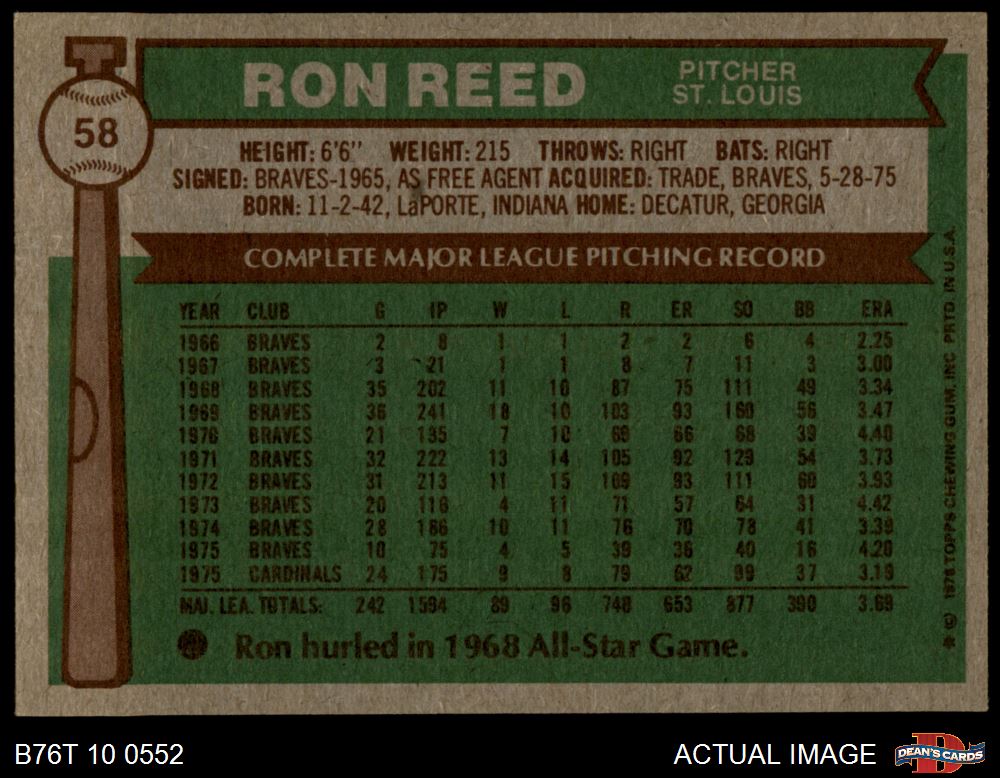 58
RON REED
PITCHER
ST. LOUIS
HEIGHT: 6'6" WEIGHT: 215 THROWS: RIGHT BATS: RIGHT
SIGNED: BRAVES-1965, AS FREE AGENT ACQUIRED: TRADE, BRAVES, 5-28-75
BORN: 11-2-42, LaPORTE, INDIANA HOME: DECATUR, GEORGIA
COMPLETE MAJOR LEAGUE PITCHING RECORD
YEAR CLUB G IP W L R ER SO BB ERA
1966 BRAVES 2 8 1 1 2 2 6 4 2.25
1967 BRAVES 3 21 1 1 8 7 11 3 3.00
1968 BRAVES 35 202 11 10 87 75 111 49 3.34
1969 BRAVES 36 241 18 10 103 93 160 56 3.47
1970 BRAVES 21 135 7 10 69 66 68 39 4.40
1971 BRAVES 32 222 13 14 105 92 129 54 3.73
1972 BRAVES 31 213 11 15 109 93 111 60 3.93
1973 BRAVES 20 116 4 11 71 57 64 31 4.42
1974 BRAVES 28 186 10 11 76 70 78 41 3.39
1975 BRAVES 10 75 4 5 39 36 40 16 4.20
1975 CARDINALS 24 175 9 8 79 62 99 37 3.19
MAJ. LEA. TOTALS: 242 1594 89 96 748 653 877 390 3.69
Ron hurled in 1968 All-Star Game.
* © 1976 TOPPS CHEWING GUM, INC PRTD IN U.S.A.
B76T 10 0552
ACTUAL IMAGE
DEAN'S CARDS